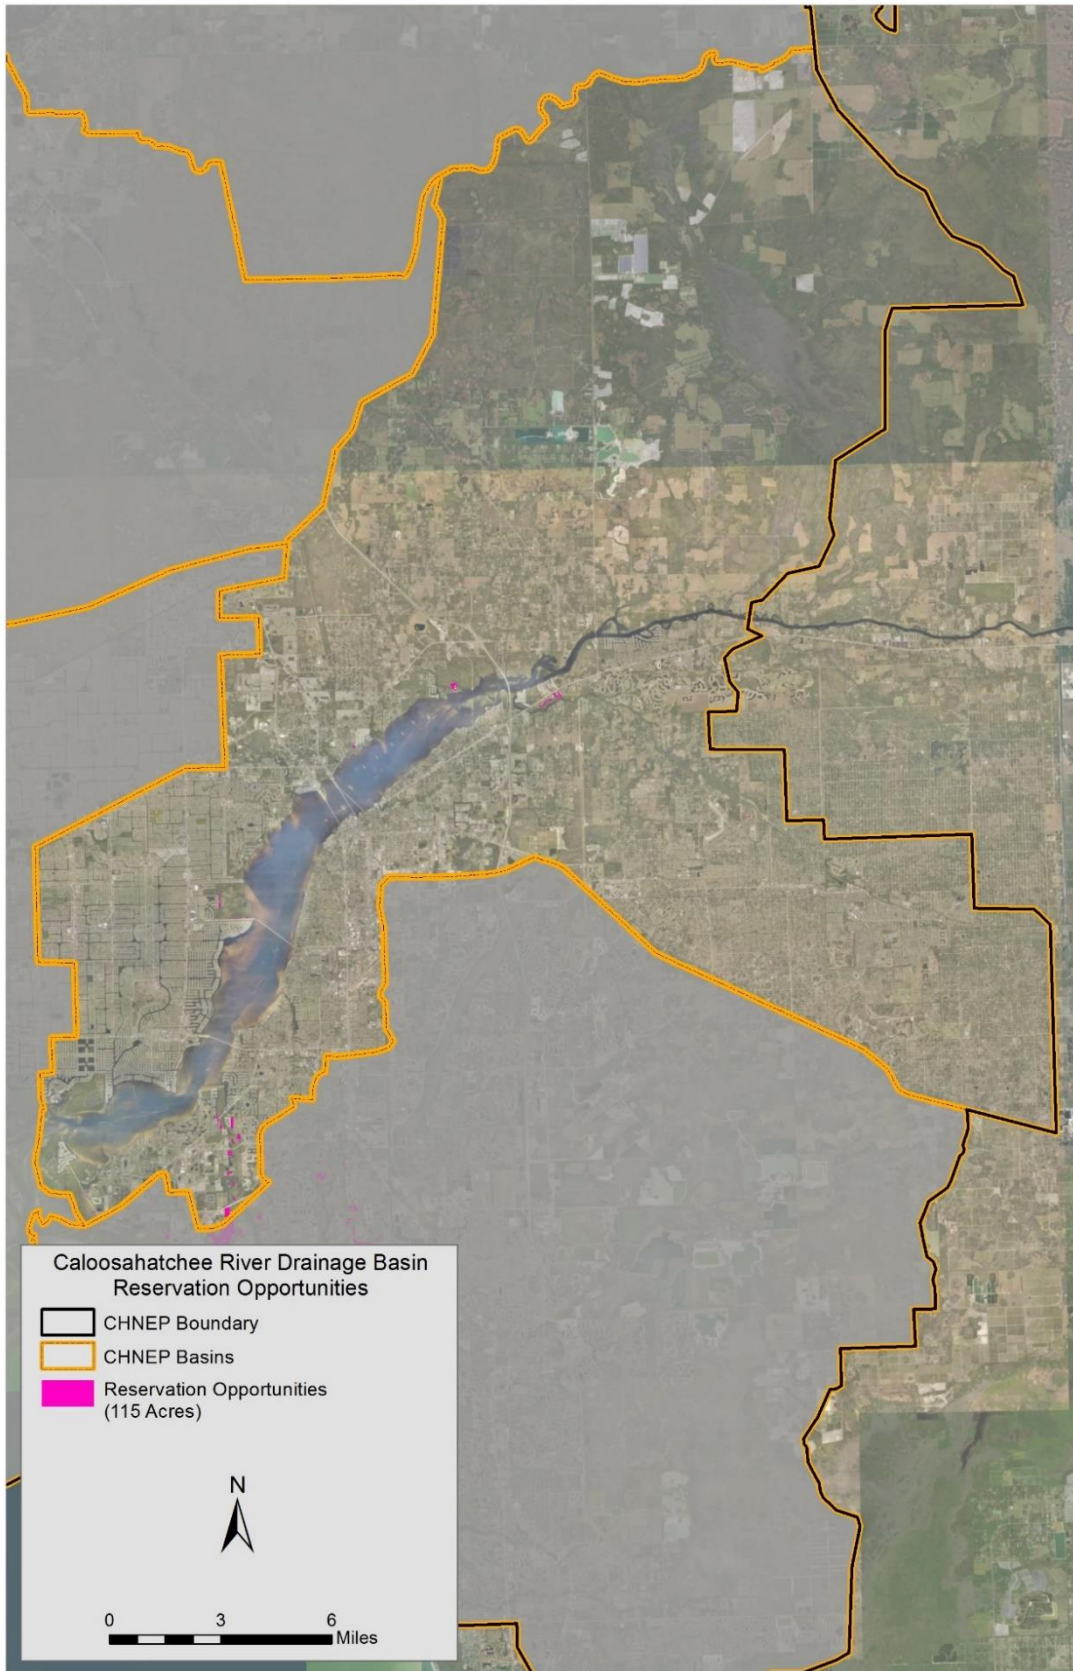 Caloosahatchee River Drainage Basin
Reservation Opportunities
CHNEP Boundary
CHNEP Basins
Reservation Opportunities
(115 Acres)
N
0 3 6
Miles